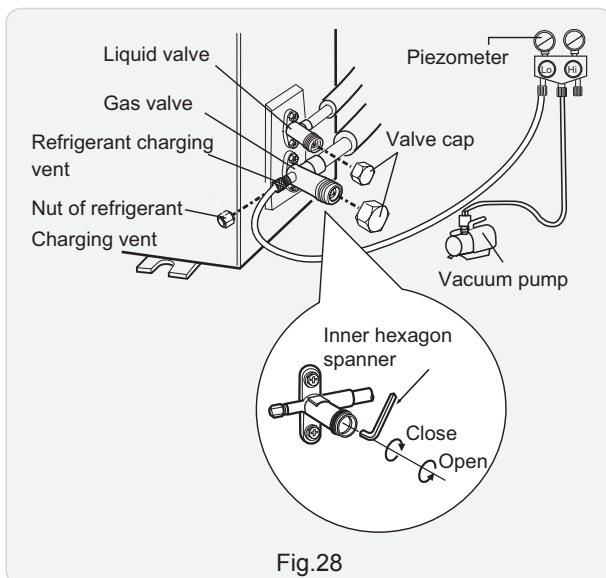 Liquid valve
Gas valve
Refrigerant charging
vent
Nut of refrigerant
Charging vent
Piezometer
Lo
Hi
Valve cap
Vacuum pump
Inner hexagon
spanner
Close
Open
Fig.28